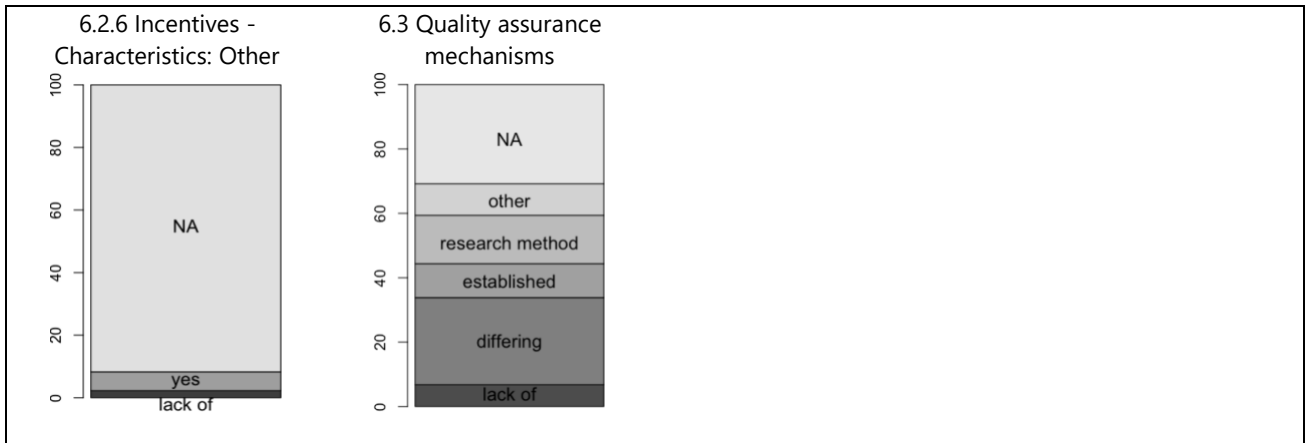 6.2.6 Incentives -
Characteristics: Other
100
80
60
40
20
0
NA
yes
lack of
6.3 Quality assurance
mechanisms
100
80
60
40
20
0
NA
other
research method
established
differing
lack of